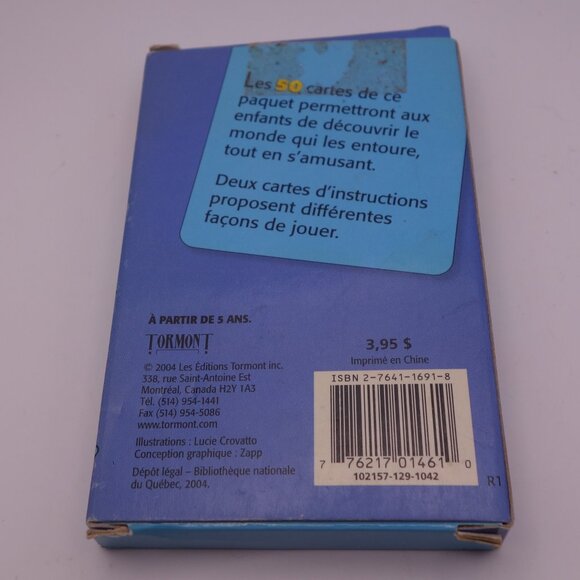 Les 50 cartes de ce
paquet permettront aux
enfants de découvrir le
monde qui les entoure,
tout en s'amusant.
Deux cartes d'instructions
proposent différentes
façons de jouer.
À PARTIR DE 5 ANS.
TORMONT
© 2004 Les Éditions Tormont inc.
338, rue Saint-Antoine Est
Montréal, Canada H2Y 1A3
Tél. (514) 954-1441
Fax (514) 954-5086
www.tormont.com
Illustrations : Lucie Crovatto
Conception graphique : Zapp
Dépôt légal – Bibliothèque nationale
du Québec, 2004.
3,95 $
Imprimé en Chine
ISBN 2-7641-1691-8
7 76217 01461 0
102157-129-1042
R1